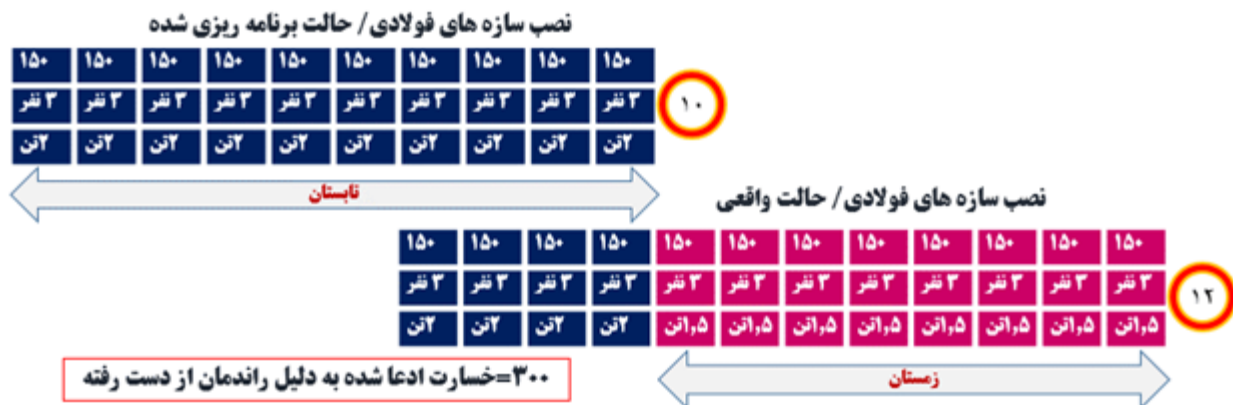 نصب سازه های فولادی/ حالت برنامه ریزی شده
۱۵۰ ۱۵۰ ۱۵۰ ۱۵۰ ۱۵۰ ۱۵۰ ۱۵۰ ۱۵۰ ۱۵۰ ۱۵۰
۳ نفر ۳ نفر ۳ نفر ۳ نفر ۳ نفر ۳ نفر ۳ نفر ۳ نفر ۳ نفر ۳ نفر
۱۰
۲تن ۲تن ۲تن ۲تن ۲تن ۲تن ۲تن ۲تن ۲تن ۲تن
تابستان
نصب سازه های فولادی/ حالت واقعی
۱۵۰ ۱۵۰ ۱۵۰ ۱۵۰ ۱۵۰ ۱۵۰ ۱۵۰ ۱۵۰ ۱۵۰ ۱۵۰ ۱۵۰ ۱۵۰
۳ نفر ۳ نفر ۳ نفر ۳ نفر ۳ نفر ۳ نفر ۳ نفر ۳ نفر ۳ نفر ۳ نفر ۳ نفر ۳ نفر
۱۲
۱,۵تن ۱,۵تن ۱,۵تن ۱,۵تن ۱,۵تن ۱,۵تن ۱,۵تن ۱,۵تن ۲تن ۲تن ۲تن ۲تن
زمستان
۳۰۰=خسارت ادعا شده به دلیل راندمان از دست رفته